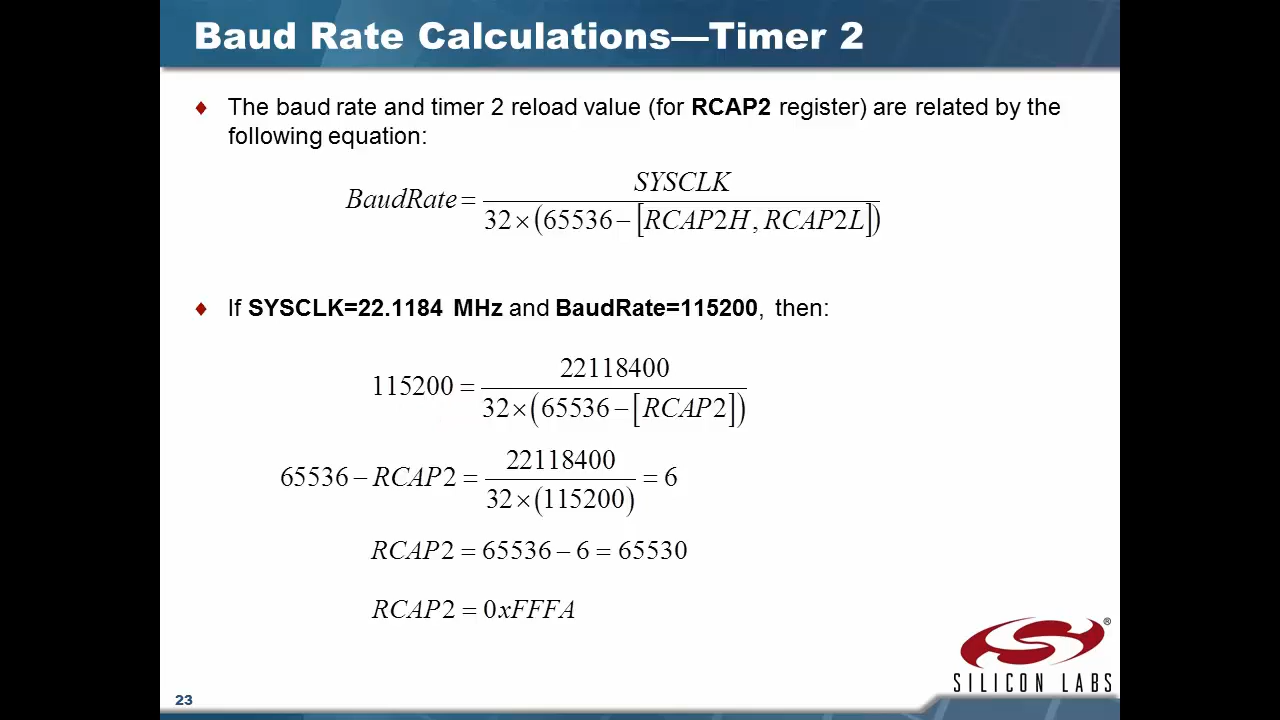 Baud Rate Calculations—Timer 2
♦ The baud rate and timer 2 reload value (for RCAP2 register) are related by the
following equation:
BaudRate = SYSCLK / 32 × (65536 − [RCAP2H , RCAP2L])
♦ If SYSCLK=22.1184 MHz and BaudRate=115200, then:
115200 = 22118400 / 32 × (65536 − [RCAP2])
65536 − RCAP2 = 22118400 / 32 × (115200) = 6
RCAP2 = 65536 − 6 = 65530
RCAP2 = 0xFFFA
®
SILICON LABS
23